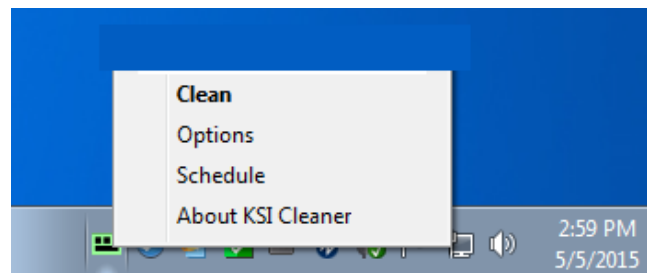 Clean
Options
Schedule
About KSI Cleaner
2:59 PM
5/5/2015